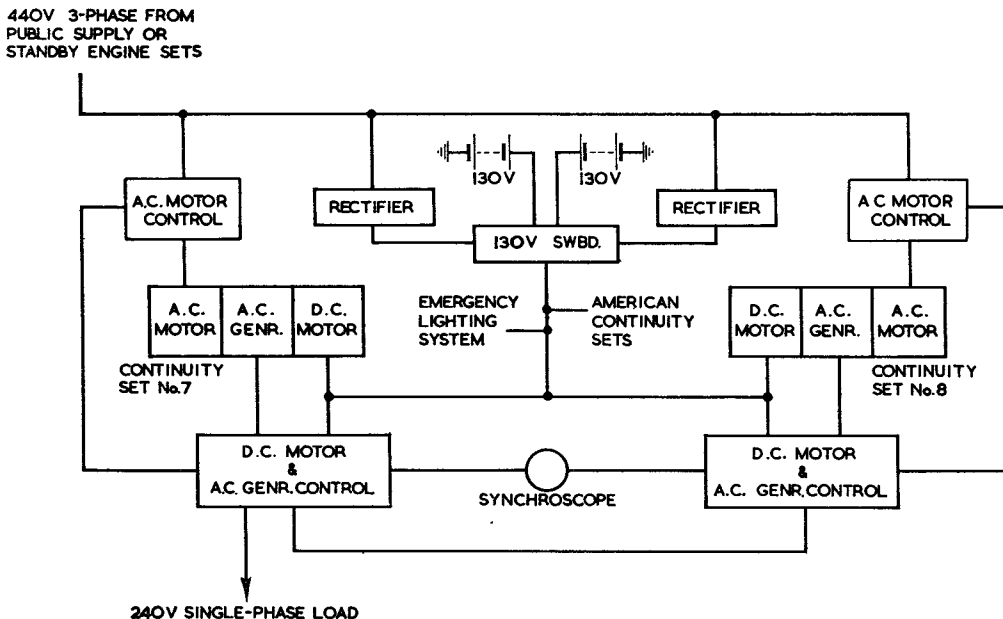 440V 3-PHASE FROM
PUBLIC SUPPLY OR
STANDBY ENGINE SETS
130V
130V
A.C. MOTOR
CONTROL
RECTIFIER
RECTIFIER
A C MOTOR
CONTROL
130V SWBD.
A.C.
MOTOR
A.C.
GENR.
D.C.
MOTOR
EMERGENCY
LIGHTING
SYSTEM
AMERICAN
CONTINUITY
SETS
D.C.
MOTOR
A.C.
GENR.
A.C.
MOTOR
CONTINUITY
SET No.7
CONTINUITY
SET No.8
D.C. MOTOR
&
A.C. GENR. CONTROL
SYNCHROSCOPE
D.C. MOTOR
&
A.C. GENR. CONTROL
240V SINGLE-PHASE LOAD